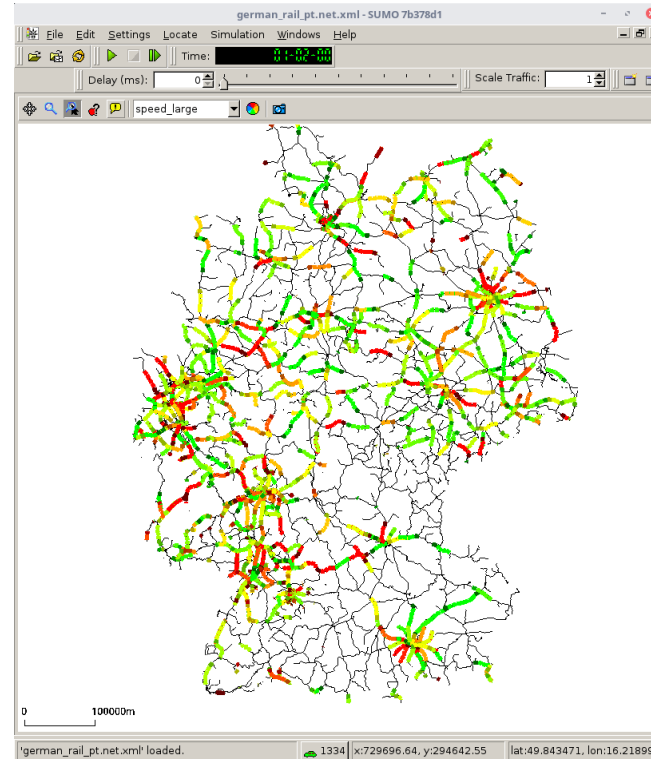 german_rail_pt.net.xml - SUMO 7b378d1
File Edit Settings Locate Simulation Windows Help
Time: 01-02-00
Delay (ms): 0 Scale Traffic: 1
speed_large
0 100000m
'german_rail_pt.net.xml' loaded. 1334 x:729696.64, y:294642.55 lat:49.843471, lon:16.21899